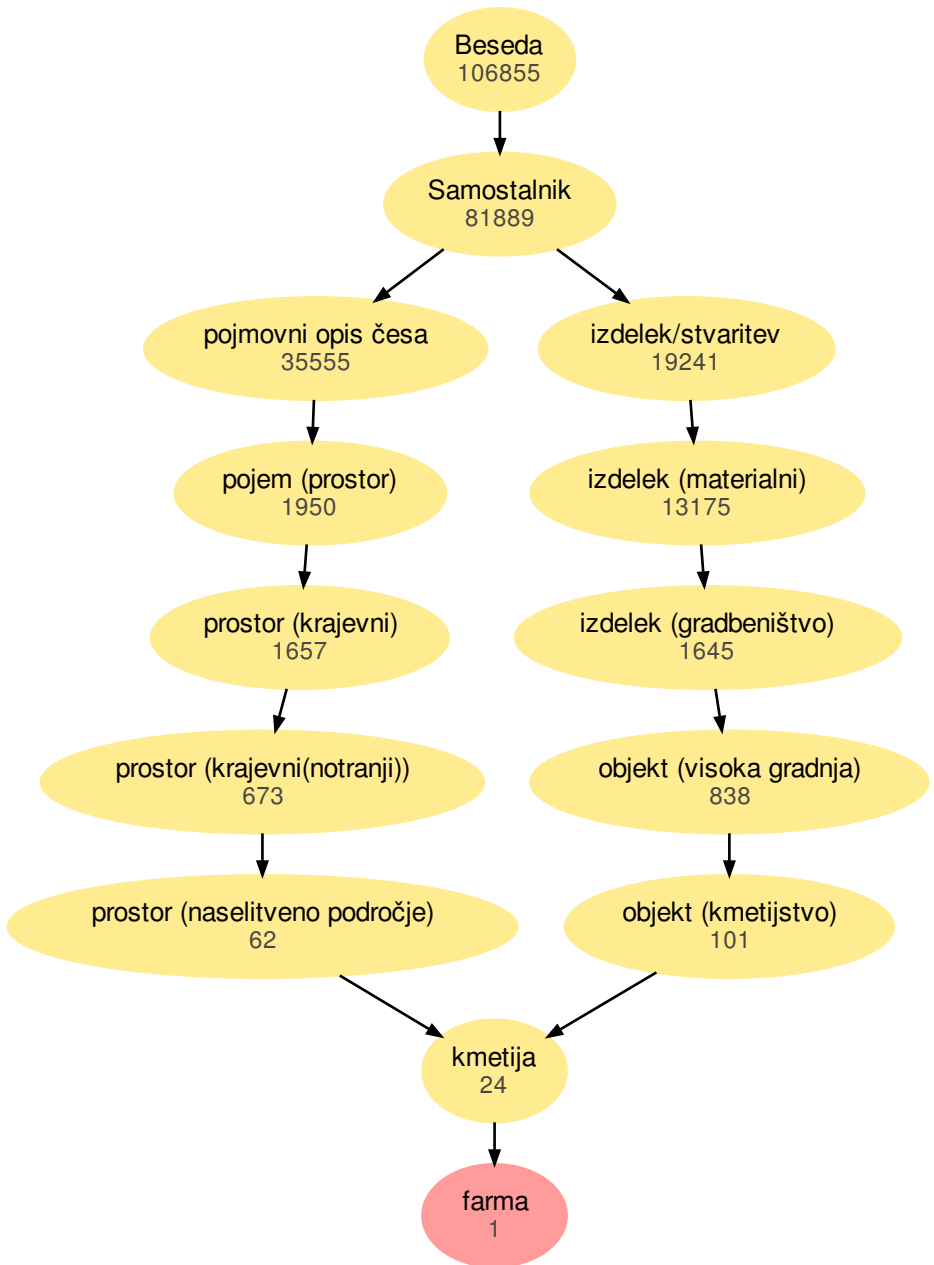 Beseda
106855
Samostalnik
81889
pojmovni opis česa
35555
izdelek/stvaritev
19241
pojem (prostor)
1950
izdelek (materialni)
13175
prostor (krajevni)
1657
izdelek (gradbeništvo)
1645
prostor (krajevni(notranji))
673
objekt (visoka gradnja)
838
prostor (naselitveno področje)
62
objekt (kmetijstvo)
101
kmetija
24
farma
1